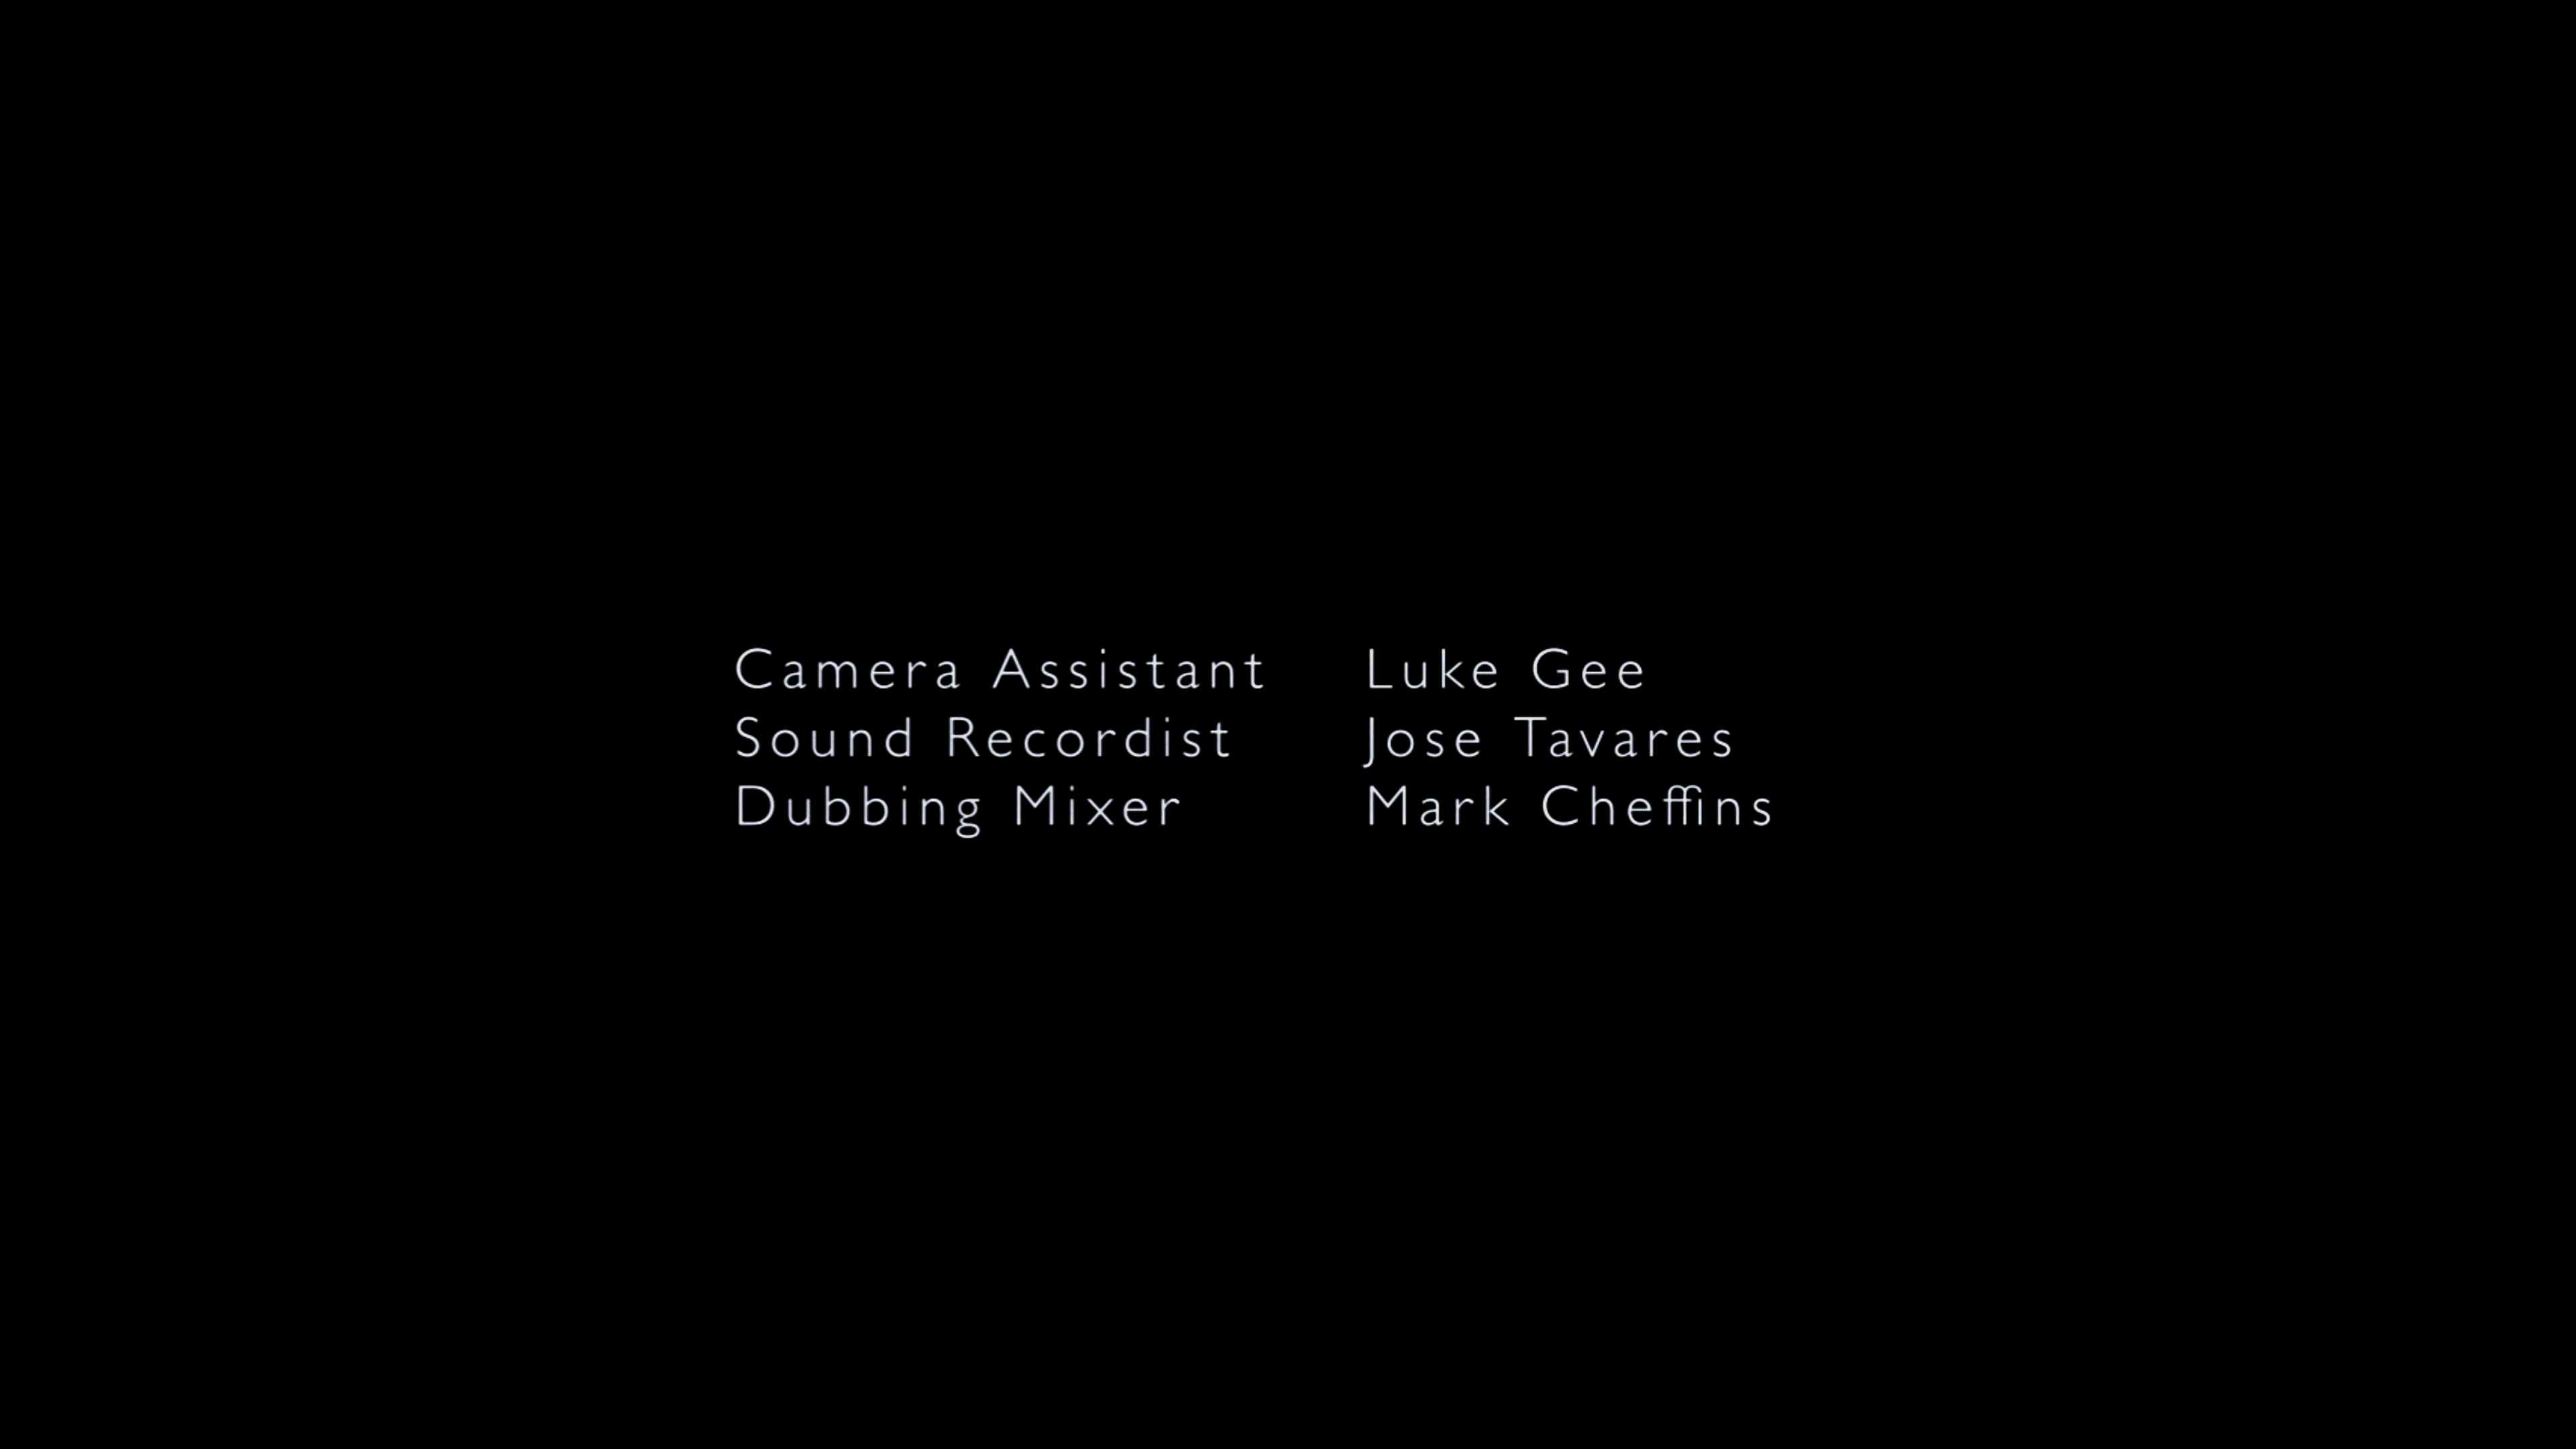 Camera Assistant Luke Gee
Sound Recordist Jose Tavares
Dubbing Mixer Mark Cheffins